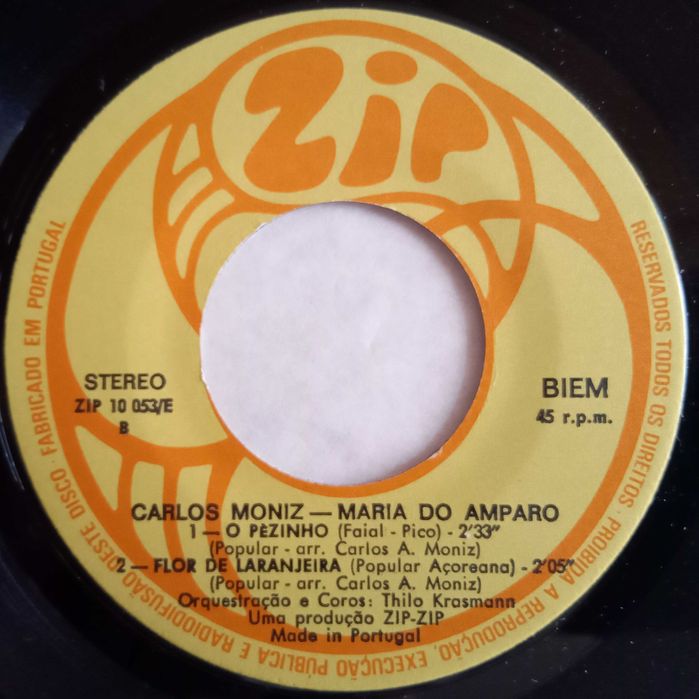 Zip
STEREO
ZIP 10 053/E
B
BIEM
45 r.p.m.
CARLOS MONIZ — MARIA DO AMPARO
1 — O PÈZINHO (Faial - Pico) - 2'33"
(Popular - arr. Carlos A. Moniz)
2 — FLOR DE LARANJEIRA (Popular Açoreana) - 2'05"
(Popular - arr. Carlos A. Moniz)
Orquestração e Coros: Thilo Krasmann
Uma produção ZIP-ZIP
Made in Portugal
RESERVADOS TODOS OS DIREITOS · PROIBIDA A REPRODUÇÃO, EXECUÇÃO PÚBLICA E RADIODIFUSÃO DESTE DISCO · FABRICADO EM PORTUGAL